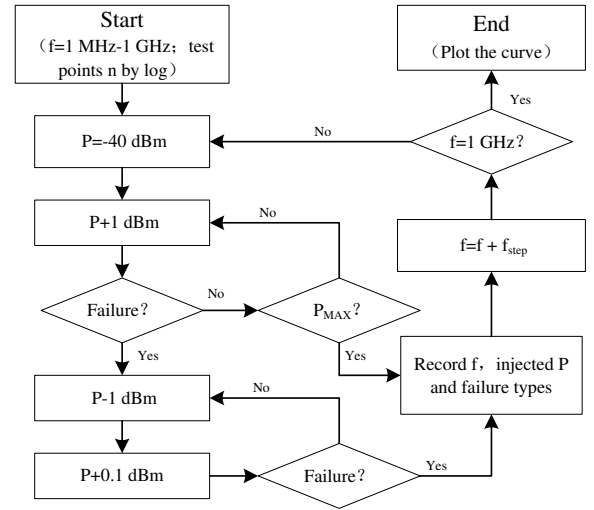 Start
（f=1 MHz-1 GHz；test
points n by log）
P=-40 dBm
P+1 dBm
Failure？
No
Yes
P_MAX？
No
Yes
P-1 dBm
P+0.1 dBm
Failure？
No
Yes
Record f，injected P
and failure types
f=f + f_step
f=1 GHz？
No
Yes
End
（Plot the curve）